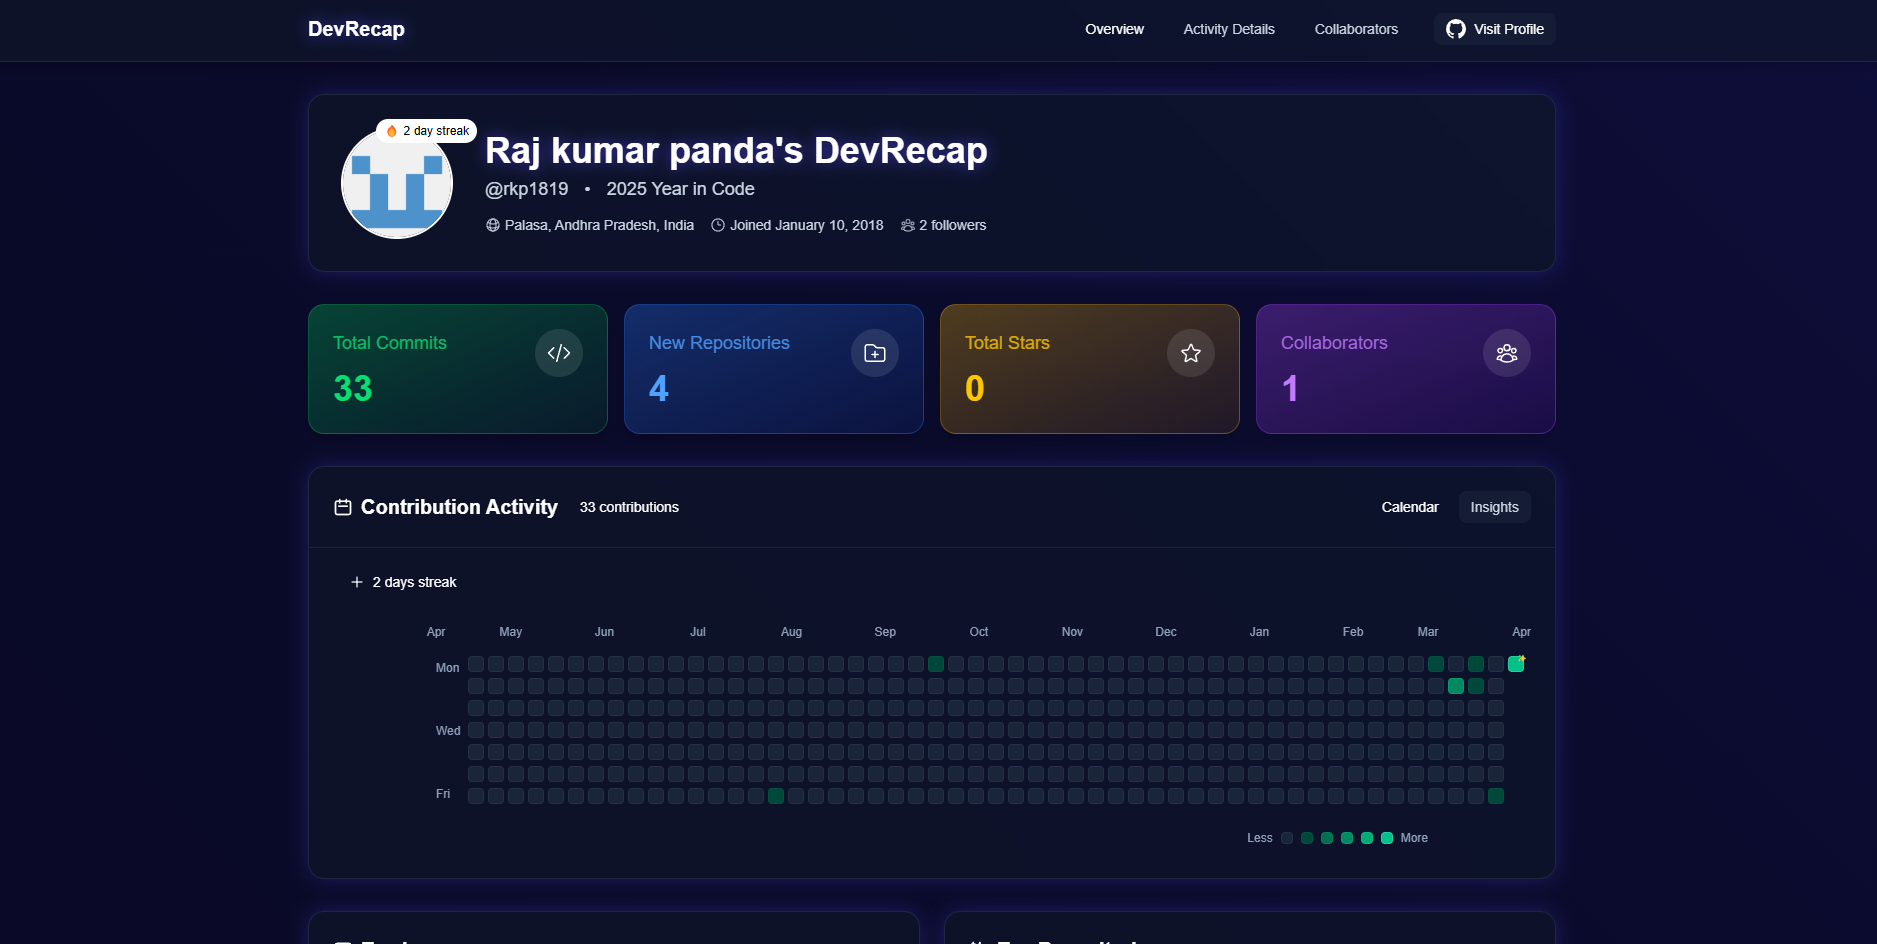 DevRecap
Overview
Activity Details
Collaborators
Visit Profile
2 day streak
Raj kumar panda's DevRecap
@rkp1819 • 2025 Year in Code
Palasa, Andhra Pradesh, India
Joined January 10, 2018
2 followers
Total Commits
33
New Repositories
4
Total Stars
0
Collaborators
1
Contribution Activity
33 contributions
Calendar
Insights
2 days streak
Apr May Jun Jul Aug Sep Oct Nov Dec Jan Feb Mar Apr
Mon
Wed
Fri
Less
More